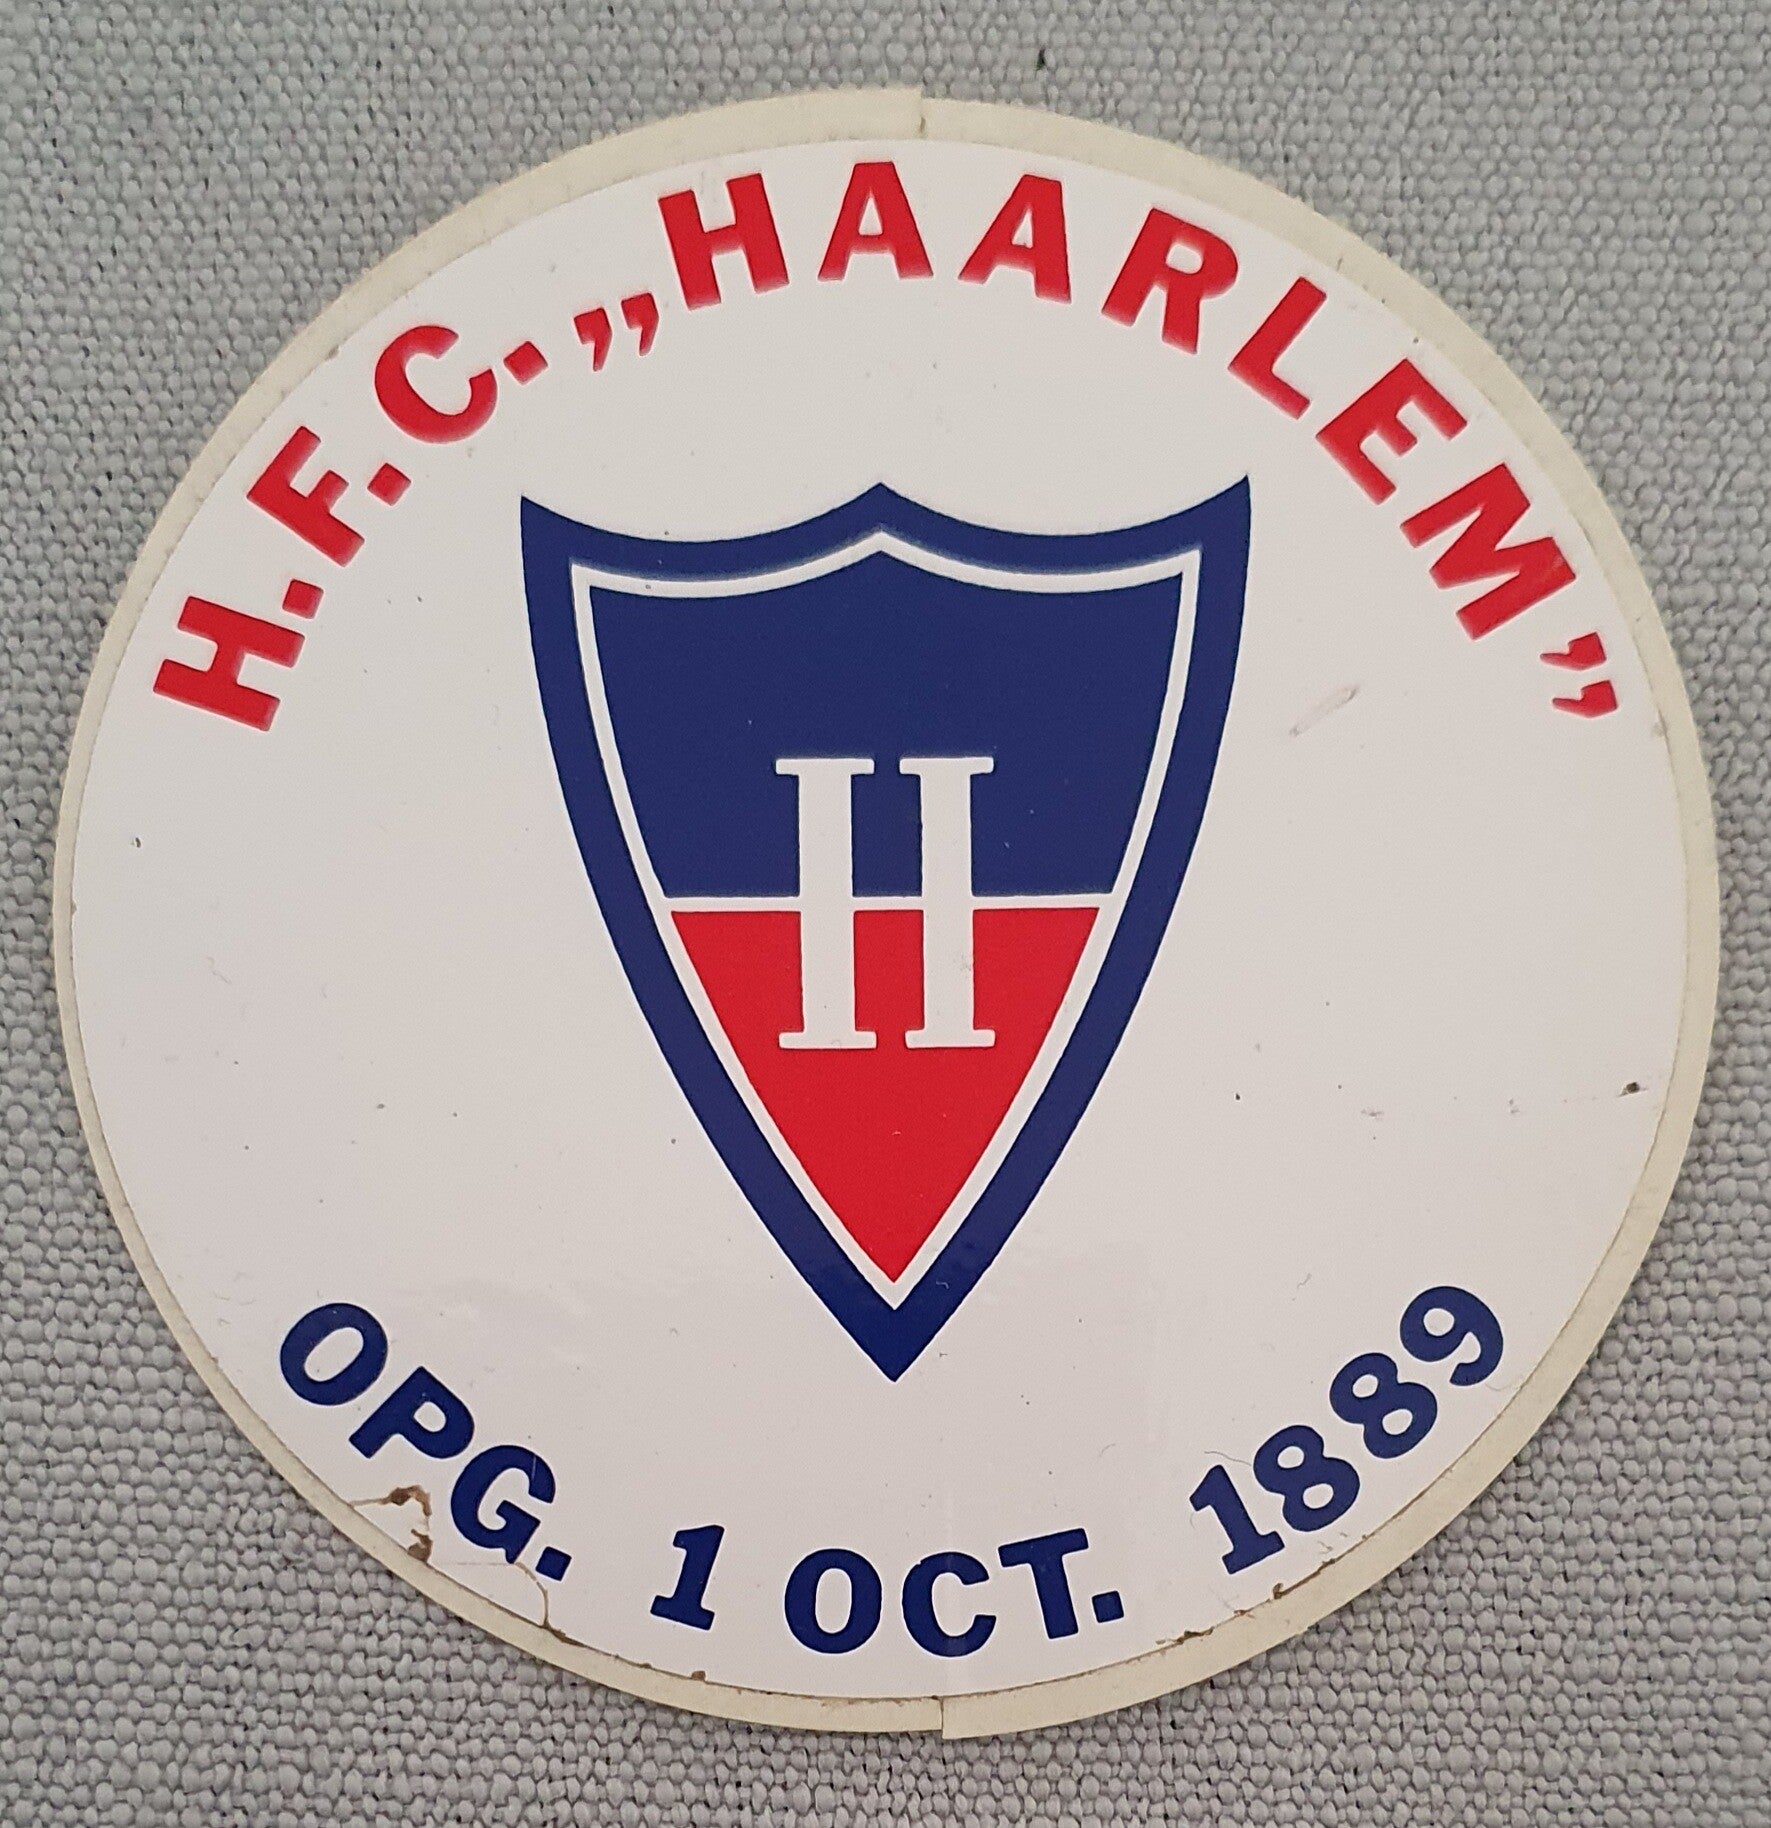 H.F.C. „HAARLEM”
H
OPG. 1 OCT. 1889